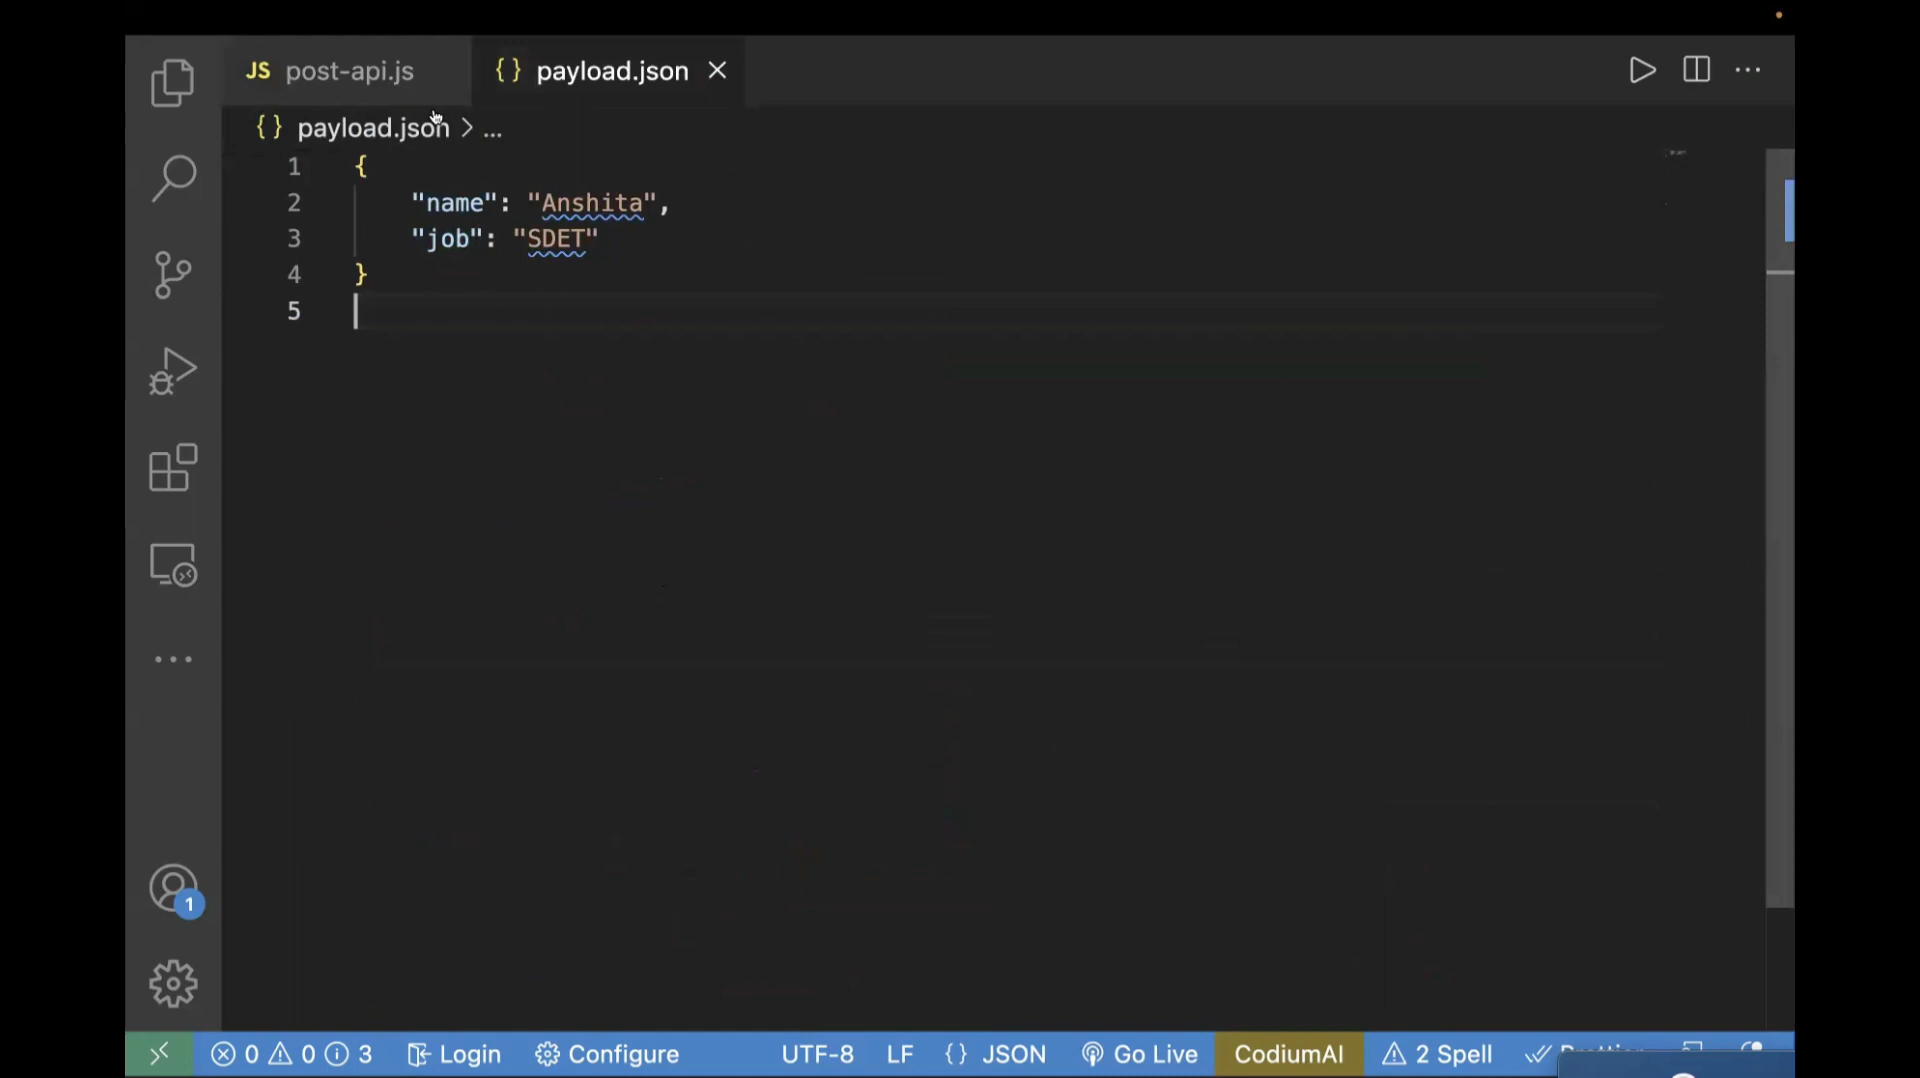 JS post-api.js {} payload.json
{} payload.json > ...
1 {
2 "name": "Anshita",
3 "job": "SDET"
4 }
5
1
0 0 3 Login Configure UTF-8 LF {} JSON Go Live CodiumAI 2 Spell